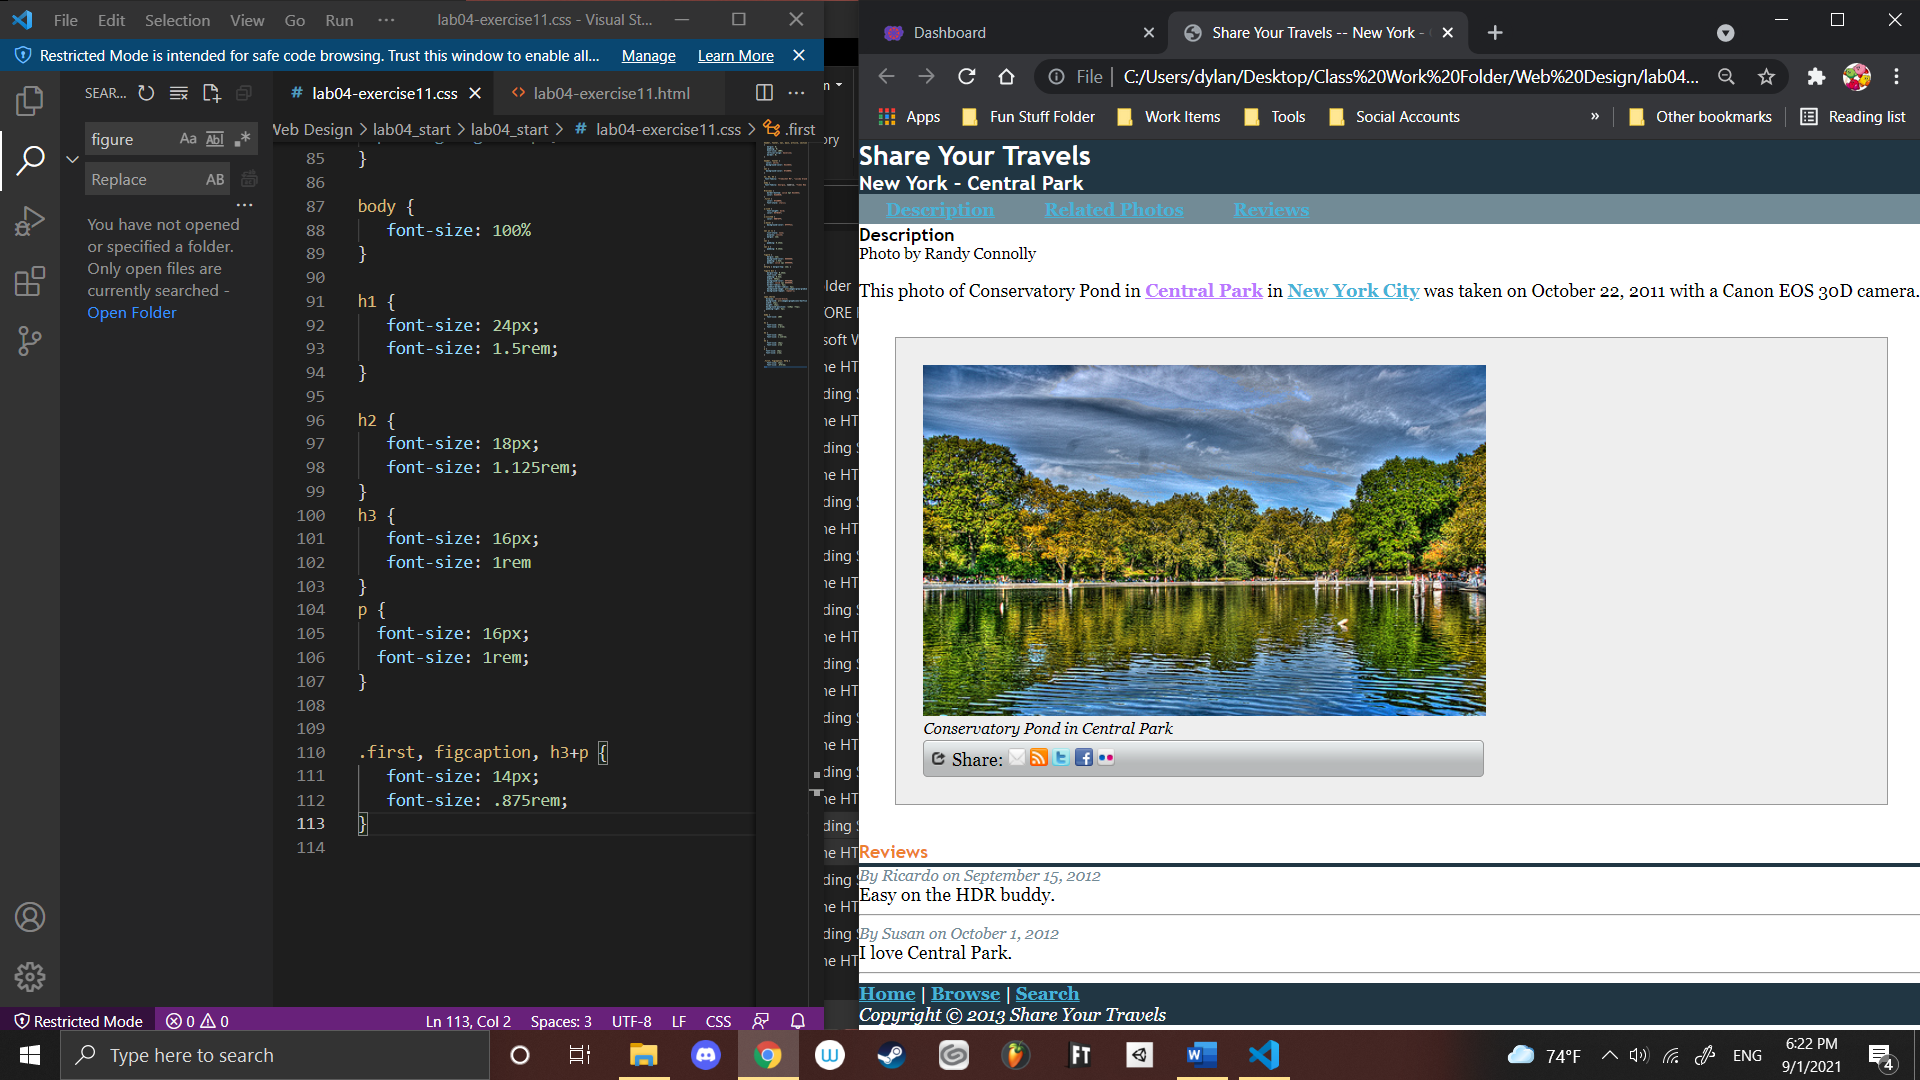 File Edit Selection View Go Run ··· lab04-exercise11.css - Visual St...
Restricted Mode is intended for safe code browsing. Trust this window to enable all... Manage Learn More
SEAR...
figure
Aa Abl .*
Replace
AB
You have not opened
or specified a folder.
Only open files are
currently searched -
Open Folder
# lab04-exercise11.css
<> lab04-exercise11.html
Web Design > lab04_start > lab04_start > # lab04-exercise11.css > .first
85 }
86
87 body {
88 font-size: 100%
89 }
90
91 h1 {
92 font-size: 24px;
93 font-size: 1.5rem;
94 }
95
96 h2 {
97 font-size: 18px;
98 font-size: 1.125rem;
99 }
100 h3 {
101 font-size: 16px;
102 font-size: 1rem
103 }
104 p {
105 font-size: 16px;
106 font-size: 1rem;
107 }
108
109
110 .first, figcaption, h3+p {
111 font-size: 14px;
112 font-size: .875rem;
113 }
114
Restricted Mode 0 0 Ln 113, Col 2 Spaces: 3 UTF-8 LF CSS
Dashboard
Share Your Travels -- New York -
File | C:/Users/dylan/Desktop/Class%20Work%20Folder/Web%20Design/lab04...
Apps Fun Stuff Folder Work Items Tools Social Accounts » Other bookmarks Reading list
Share Your Travels
New York - Central Park
Description Related Photos Reviews
Description
Photo by Randy Connolly
This photo of Conservatory Pond in Central Park in New York City was taken on October 22, 2011 with a Canon EOS 30D camera.
Conservatory Pond in Central Park
Share:
Reviews
By Ricardo on September 15, 2012
Easy on the HDR buddy.
By Susan on October 1, 2012
I love Central Park.
Home | Browse | Search
Copyright © 2013 Share Your Travels
Type here to search
74°F
ENG
6:22 PM
9/1/2021
4